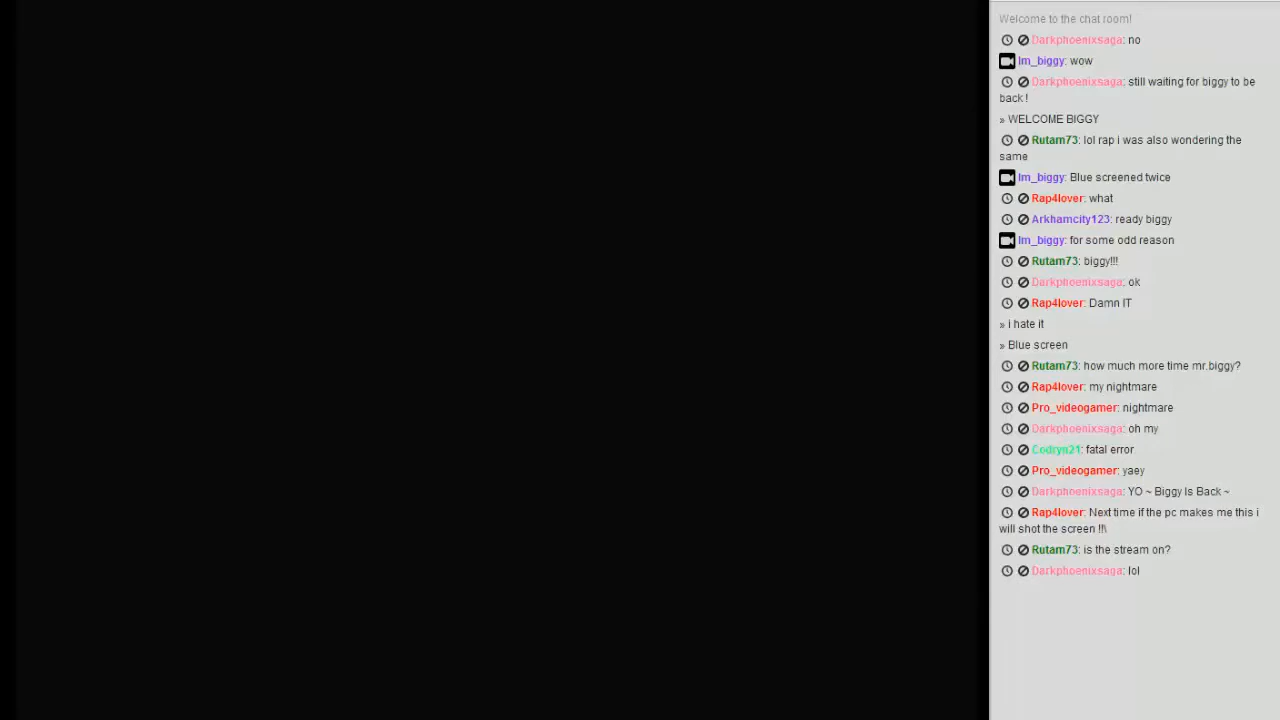 Welcome to the chat room!
Darkphoenixsaga: no
Im_biggy: wow
Darkphoenixsaga: still waiting for biggy to be
back !
» WELCOME BIGGY
Rutam73: lol rap i was also wondering the
same
Im_biggy: Blue screened twice
Rap4lover: what
Arkhamcity123: ready biggy
Im_biggy: for some odd reason
Rutam73: biggy!!!
Darkphoenixsaga: ok
Rap4lover: Damn IT
» i hate it
» Blue screen
Rutam73: how much more time mr.biggy?
Rap4lover: my nightmare
Pro_videogamer: nightmare
Darkphoenixsaga: oh my
Codryn21: fatal error
Pro_videogamer: yaey
Darkphoenixsaga: YO ~ Biggy Is Back ~
Rap4lover: Next time if the pc makes me this i
will shot the screen !!\
Rutam73: is the stream on?
Darkphoenixsaga: lol